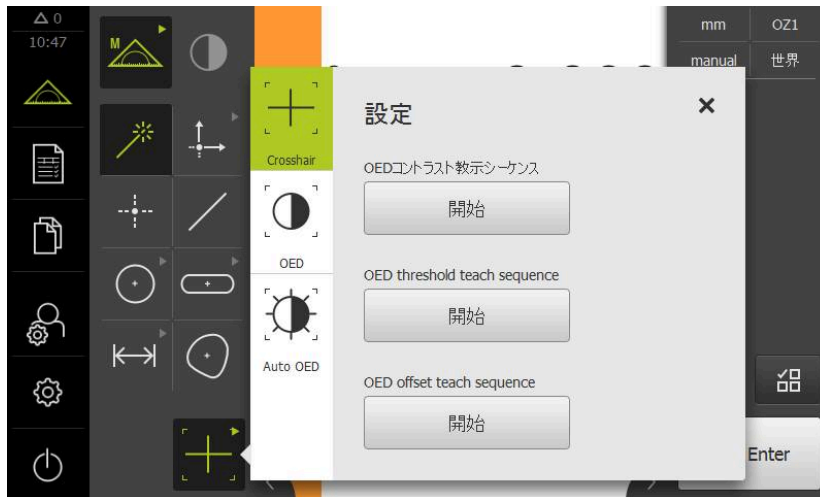 0
10:47
M
mm
OZ1
manual
世界
Crosshair
OED
Auto OED
設定
OEDコントラスト教示シーケンス
開始
OED threshold teach sequence
開始
OED offset teach sequence
開始
Enter